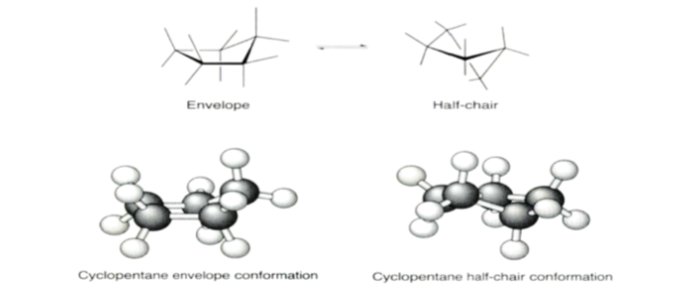 Envelope
Half-chair
Cyclopentane envelope conformation
Cyclopentane half-chair conformation